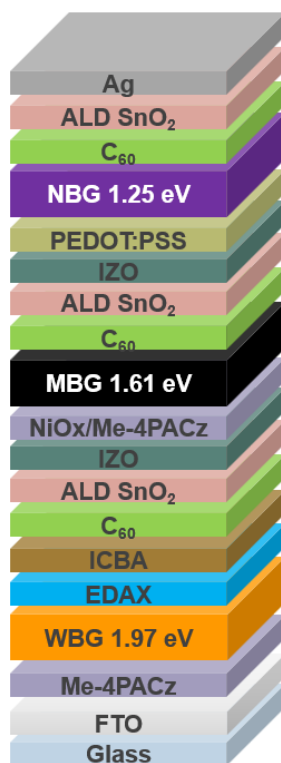 Ag
ALD SnO₂
C₆₀
NBG 1.25 eV
PEDOT:PSS
IZO
ALD SnO₂
C₆₀
MBG 1.61 eV
NiOx/Me-4PACz
IZO
ALD SnO₂
C₆₀
ICBA
EDAX
WBG 1.97 eV
Me-4PACz
FTO
Glass